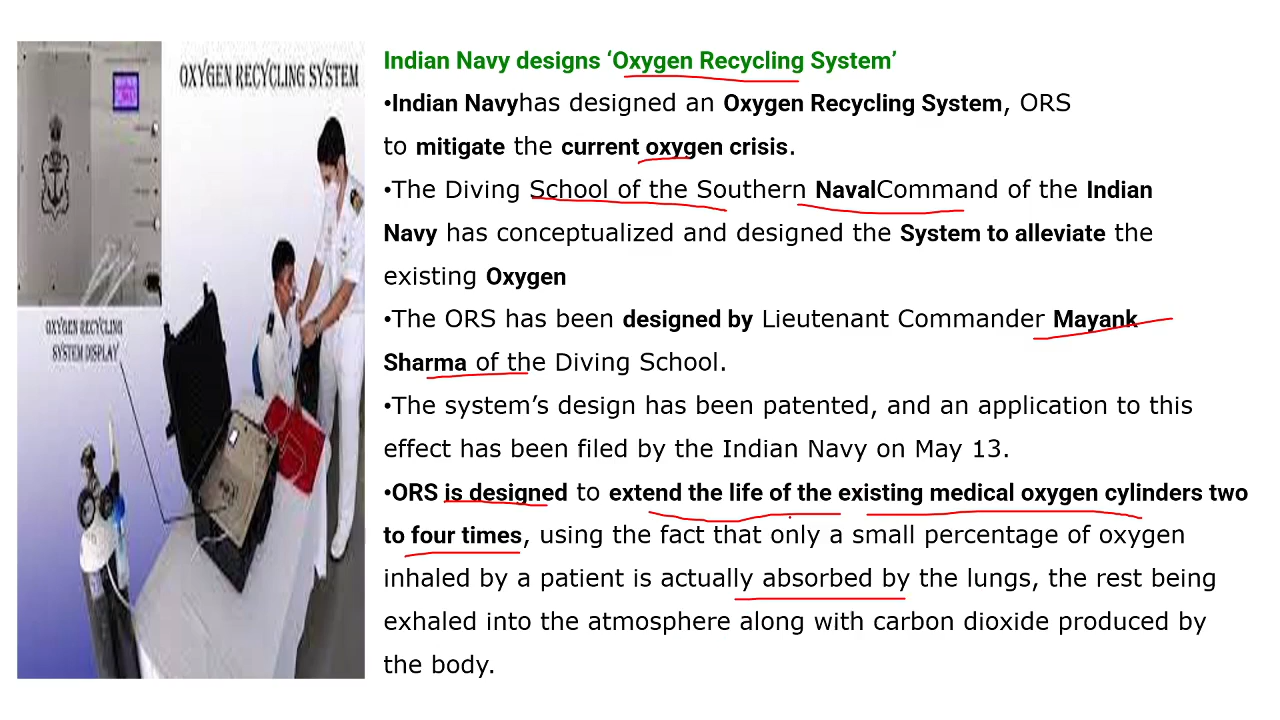 OXYGEN RECYCLING SYSTEM
OXYGEN RECYCLING
SYSTEM DISPLAY
Indian Navy designs ‘Oxygen Recycling System’
•Indian Navyhas designed an Oxygen Recycling System, ORS
to mitigate the current oxygen crisis.
•The Diving School of the Southern NavalCommand of the Indian
Navy has conceptualized and designed the System to alleviate the
existing Oxygen
•The ORS has been designed by Lieutenant Commander Mayank
Sharma of the Diving School.
•The system’s design has been patented, and an application to this
effect has been filed by the Indian Navy on May 13.
•ORS is designed to extend the life of the existing medical oxygen cylinders two
to four times, using the fact that only a small percentage of oxygen
inhaled by a patient is actually absorbed by the lungs, the rest being
exhaled into the atmosphere along with carbon dioxide produced by
the body.